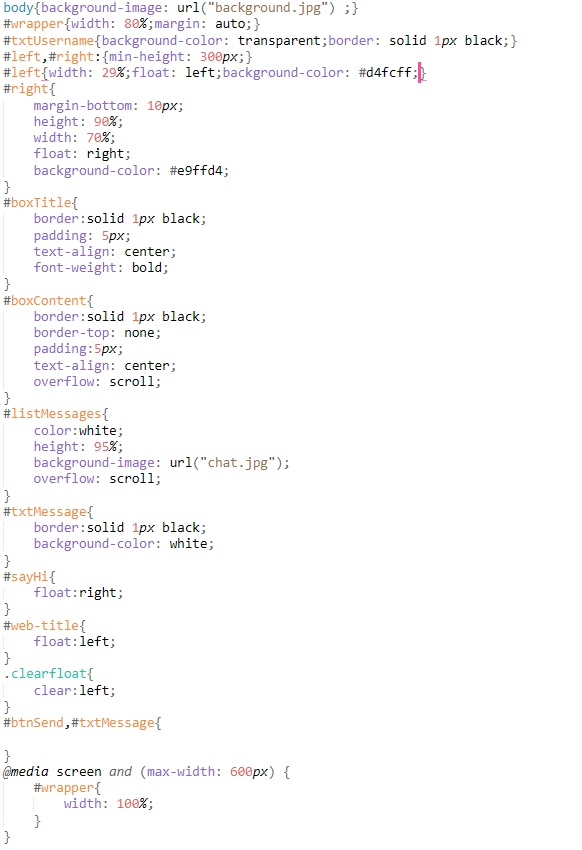 body{background-image: url("background.jpg") ;}
#wrapper{width: 80%;margin: auto;}
#txtUsername{background-color: transparent;border: solid 1px black;}
#left,#right:{min-height: 300px;}
#left{width: 29%;float: left;background-color: #d4fcff;}
#right{
    margin-bottom: 10px;
    height: 90%;
    width: 70%;
    float: right;
    background-color: #e9ffd4;
}
#boxTitle{
    border:solid 1px black;
    padding: 5px;
    text-align: center;
    font-weight: bold;
}
#boxContent{
    border:solid 1px black;
    border-top: none;
    padding:5px;
    text-align: center;
    overflow: scroll;
}
#listMessages{
    color:white;
    height: 95%;
    background-image: url("chat.jpg");
    overflow: scroll;
}
#txtMessage{
    border:solid 1px black;
    background-color: white;
}
#sayHi{
    float:right;
}
#web-title{
    float:left;
}
.clearfloat{
    clear:left;
}
#btnSend,#txtMessage{

}
@media screen and (max-width: 600px) {
    #wrapper{
        width: 100%;
    }
}